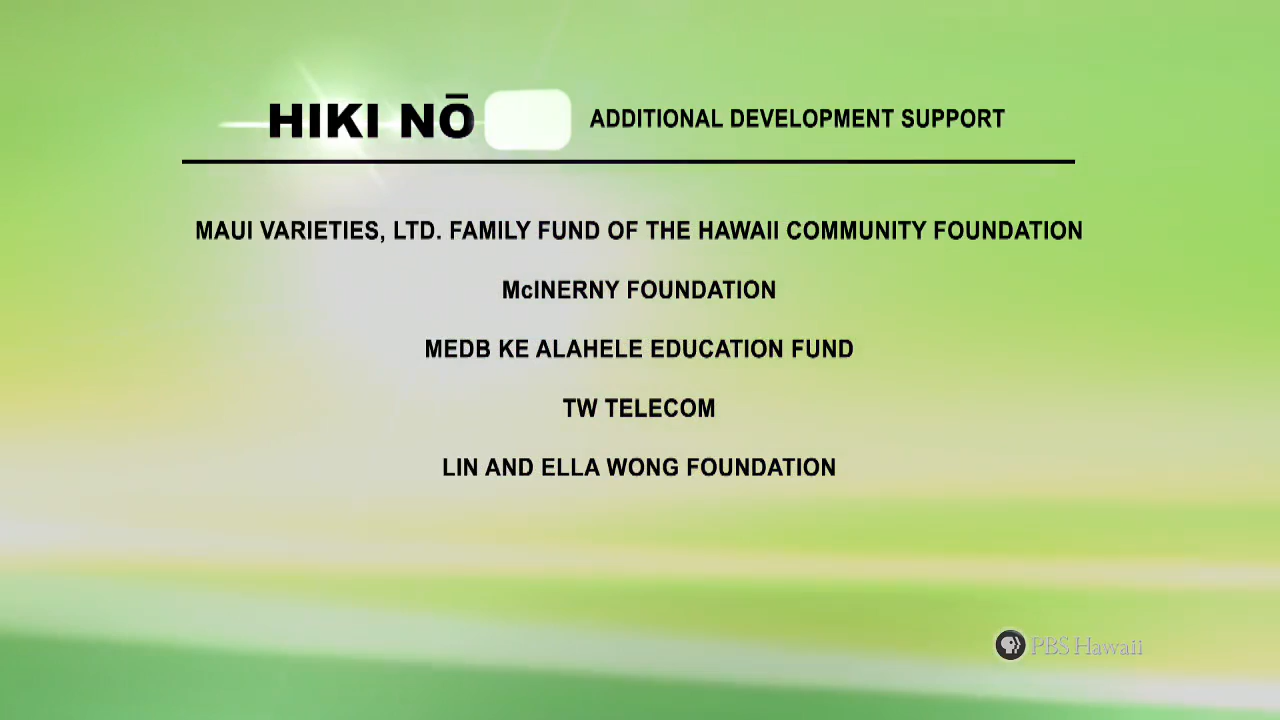 HIKI NŌ ADDITIONAL DEVELOPMENT SUPPORT
MAUI VARIETIES, LTD. FAMILY FUND OF THE HAWAII COMMUNITY FOUNDATION
McINERNY FOUNDATION
MEDB KE ALAHELE EDUCATION FUND
TW TELECOM
LIN AND ELLA WONG FOUNDATION
PBS Hawaii